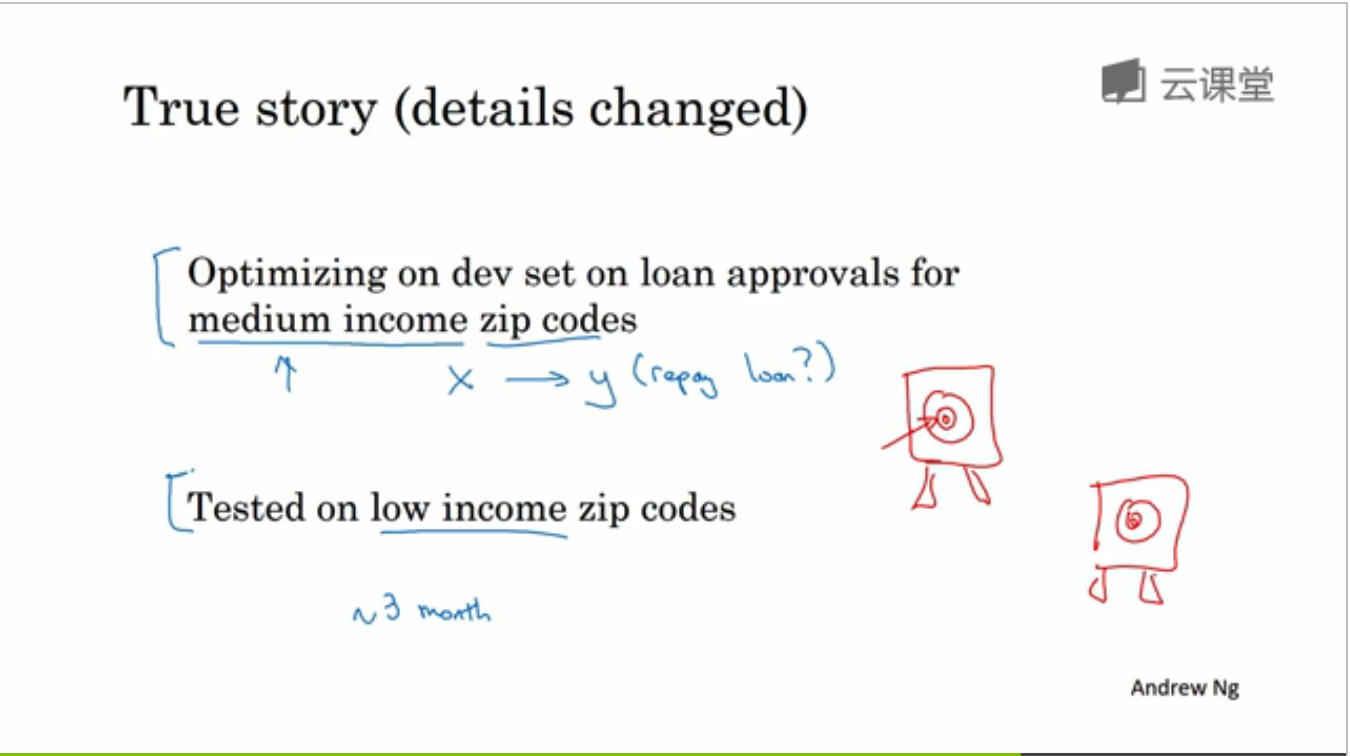 True story (details changed)
云课堂
Optimizing on dev set on loan approvals for
medium income zip codes
x → y (repay loan?)
Tested on low income zip codes
~3 month
Andrew Ng